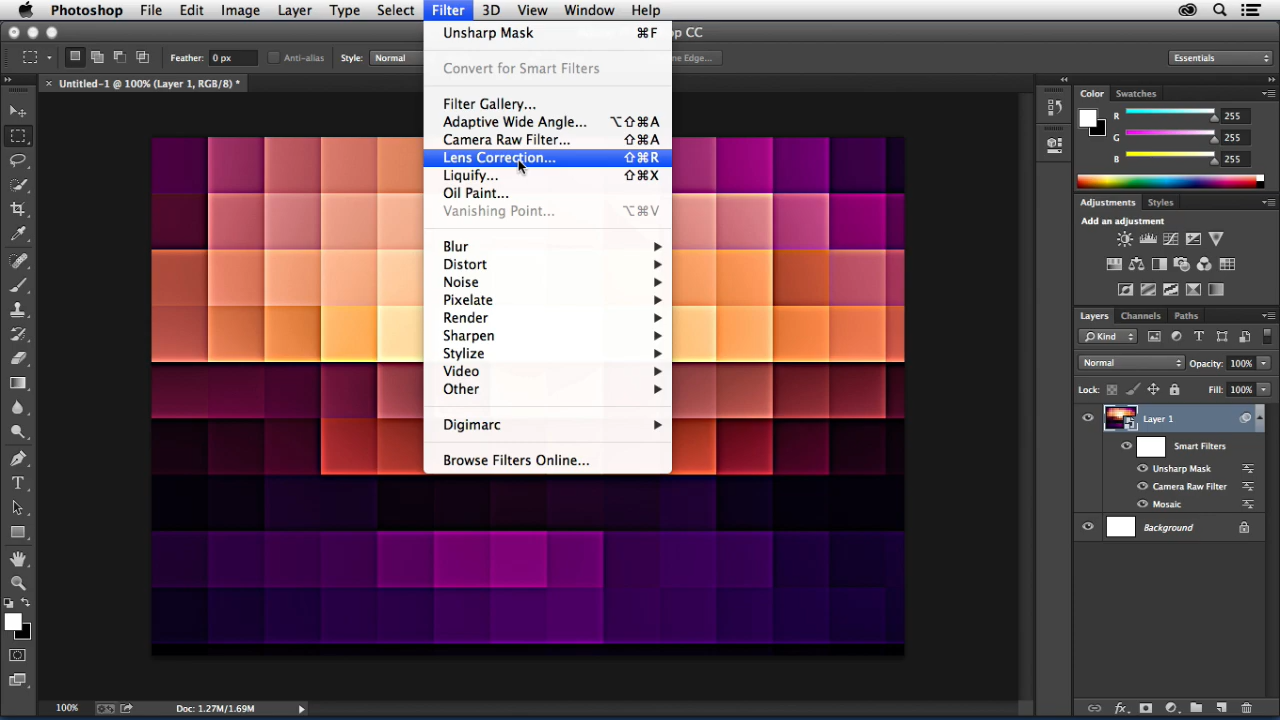 Photoshop File Edit Image Layer Type Select Filter 3D View Window Help
op CC
Feather: 0 px Anti-alias Style: Normal ne Edge... Essentials
Untitled-1 @ 100% (Layer 1, RGB/8) *
Unsharp Mask ⌘F
Convert for Smart Filters
Filter Gallery...
Adaptive Wide Angle... ⌥⇧⌘A
Camera Raw Filter... ⇧⌘A
Lens Correction... ⇧⌘R
Liquify... ⇧⌘X
Oil Paint...
Vanishing Point... ⌥⌘V
Blur
Distort
Noise
Pixelate
Render
Sharpen
Stylize
Video
Other
Digimarc
Browse Filters Online...
Color Swatches
R 255
G 255
B 255
Adjustments Styles
Add an adjustment
Layers Channels Paths
Kind
Normal Opacity: 100%
Lock: Fill: 100%
Layer 1
Smart Filters
Unsharp Mask
Camera Raw Filter
Mosaic
Background
100% Doc: 1.27M/1.69M